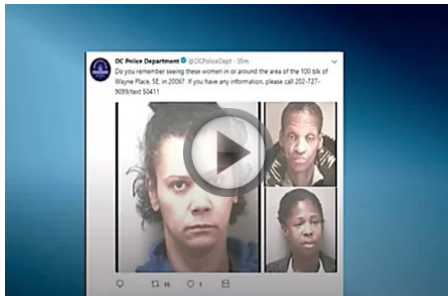 DC Police Department @DCPoliceDept · 35m
Do you remember seeing these women in or around the area of the 100 blk of
Wayne Place, SE, in 2006? If you have any information, please call 202-727-
9099/text 50411
16 1